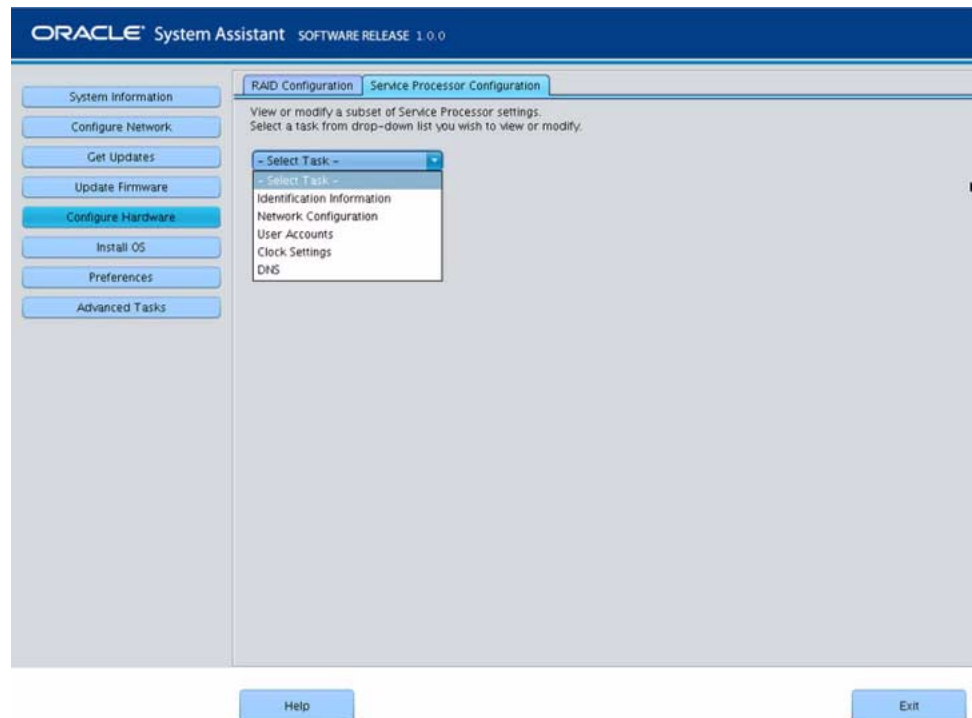 ORACLE System Assistant SOFTWARE RELEASE 1.0.0
System Information
Configure Network
Get Updates
Update Firmware
Configure Hardware
Install OS
Preferences
Advanced Tasks
RAID Configuration Service Processor Configuration
View or modify a subset of Service Processor settings.
Select a task from drop-down list you wish to view or modify.
- Select Task -
- Select Task -
Identification Information
Network Configuration
User Accounts
Clock Settings
DNS
Help Exit